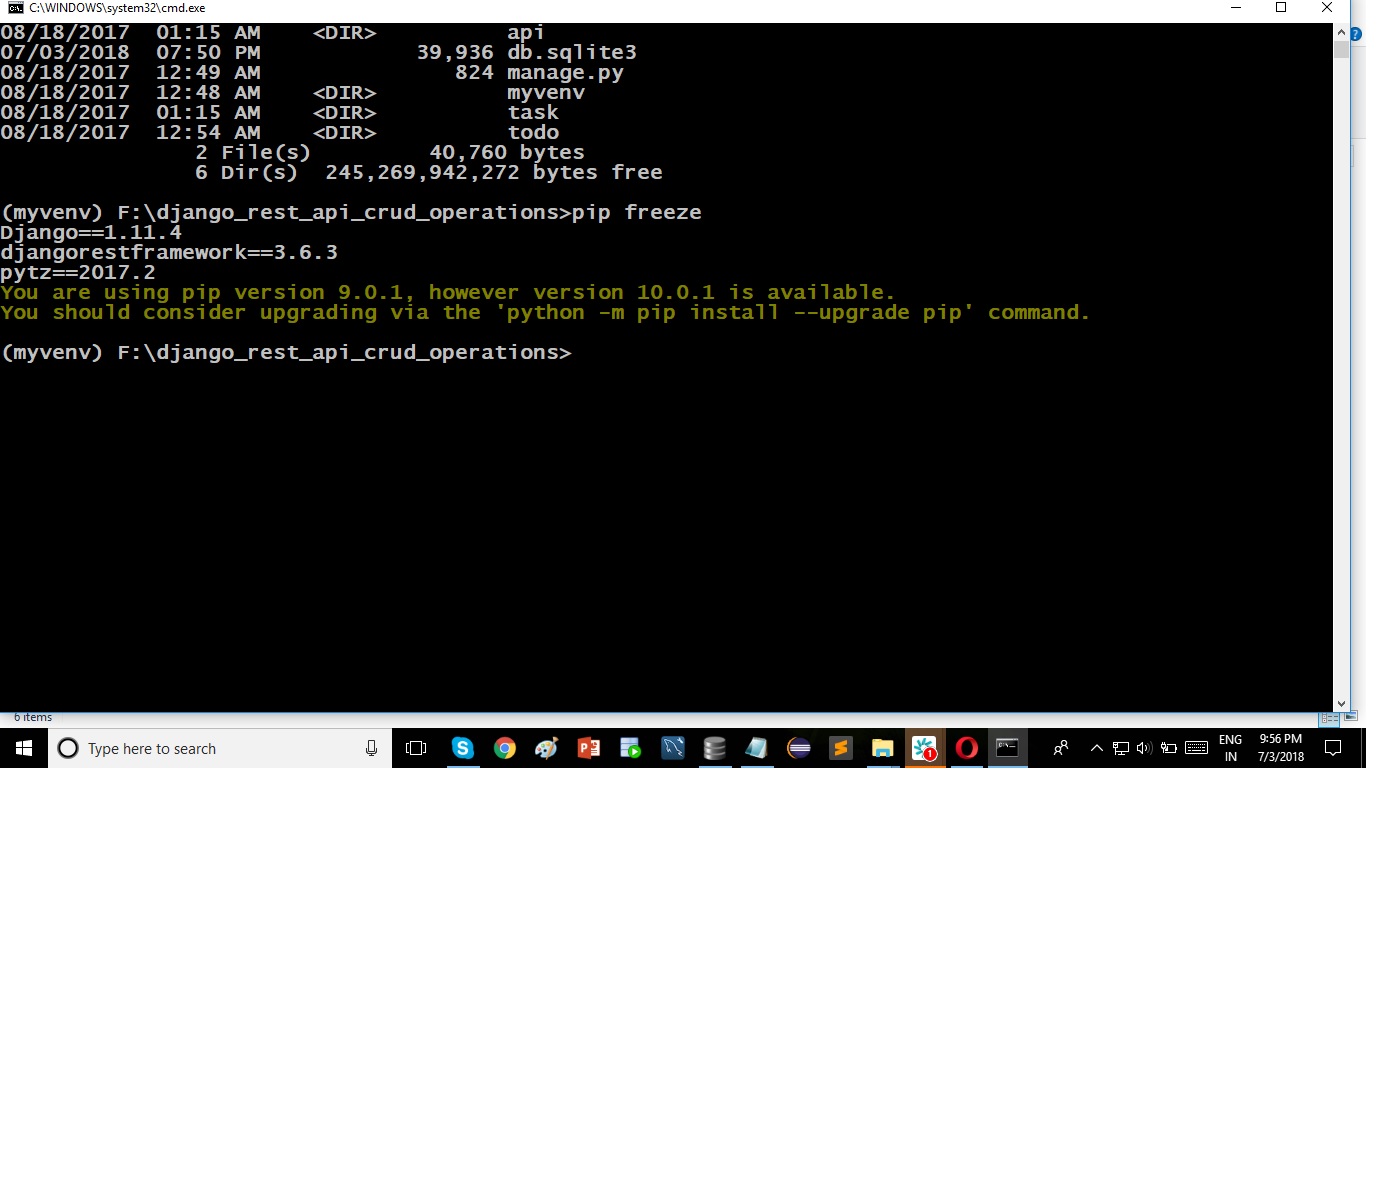 C:\WINDOWS\system32\cmd.exe
08/18/2017  01:15 AM    <DIR>          api
07/03/2018  07:50 PM            39,936 db.sqlite3
08/18/2017  12:49 AM               824 manage.py
08/18/2017  12:48 AM    <DIR>          myvenv
08/18/2017  01:15 AM    <DIR>          task
08/18/2017  12:54 AM    <DIR>          todo
               2 File(s)         40,760 bytes
               6 Dir(s)  245,269,942,272 bytes free
(myvenv) F:\django_rest_api_crud_operations>pip freeze
Django==1.11.4
djangorestframework==3.6.3
pytz==2017.2
You are using pip version 9.0.1, however version 10.0.1 is available.
You should consider upgrading via the 'python -m pip install --upgrade pip' command.
(myvenv) F:\django_rest_api_crud_operations>
6 items
Type here to search
1
ENG
IN
9:56 PM
7/3/2018